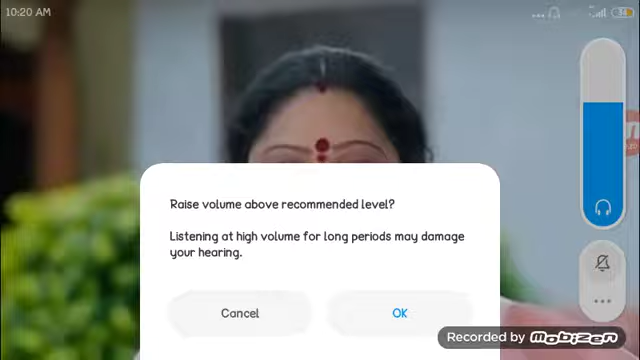 10:20 AM
Raise volume above recommended level?
Listening at high volume for long periods may damage
your hearing.
Cancel
OK
Recorded by mobizen